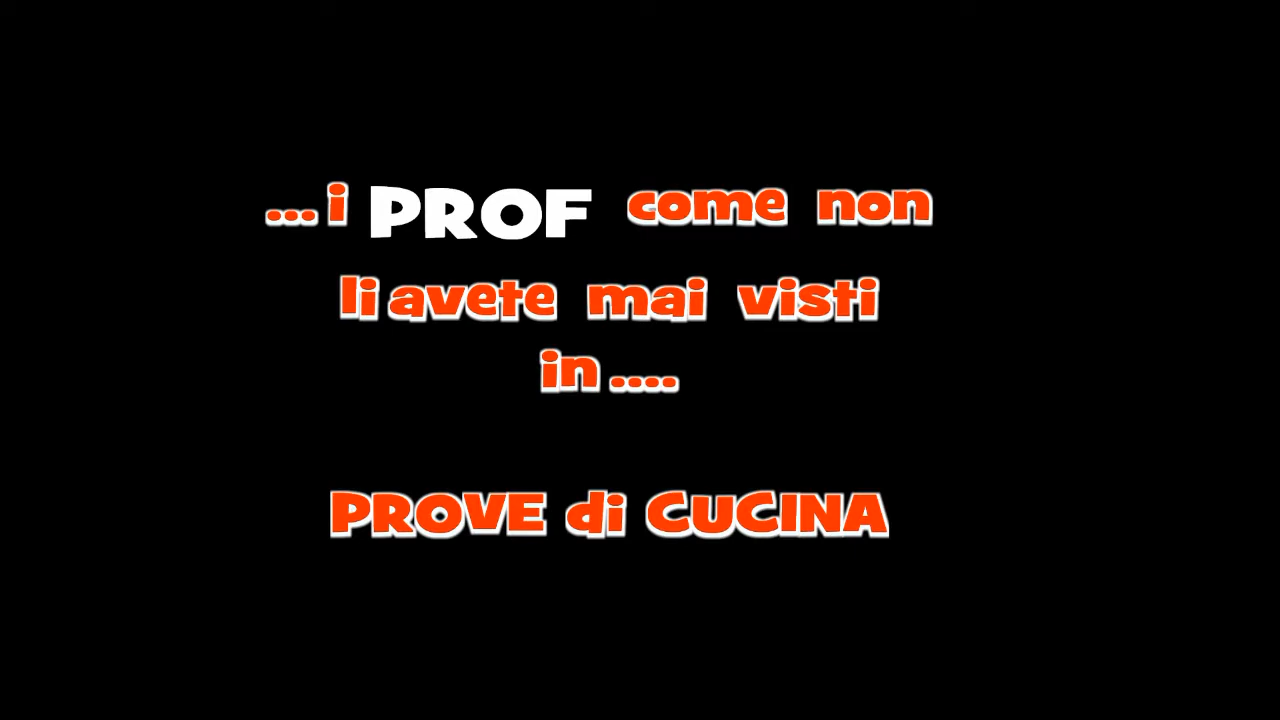 ... i PROF come non
li avete mai visti
in ....
PROVE di CUCINA